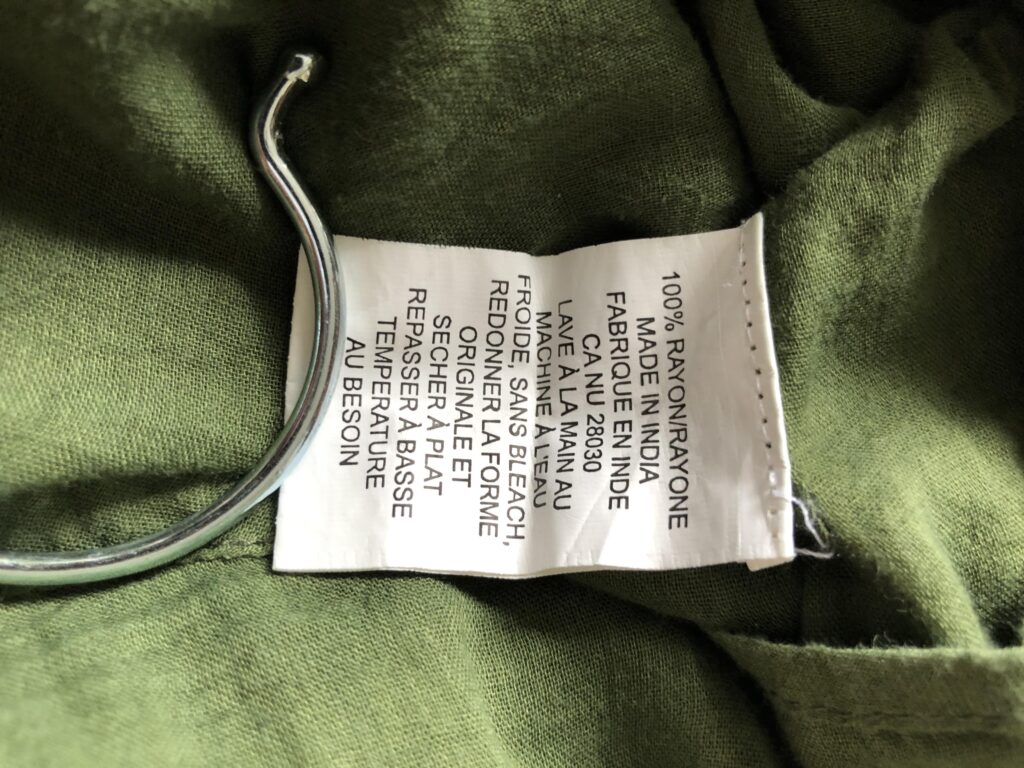 100% RAYON/RAYONE
MADE IN INDIA
FABRIQUE EN INDE
CA NU 28030
LAVE À LA MAIN AU
MACHINE À L'EAU
FROIDE, SANS BLEACH,
REDONNER LA FORME
ORIGINALE ET
SECHER À PLAT
REPASSER À BASSE
TEMPERATURE
AU BESOIN